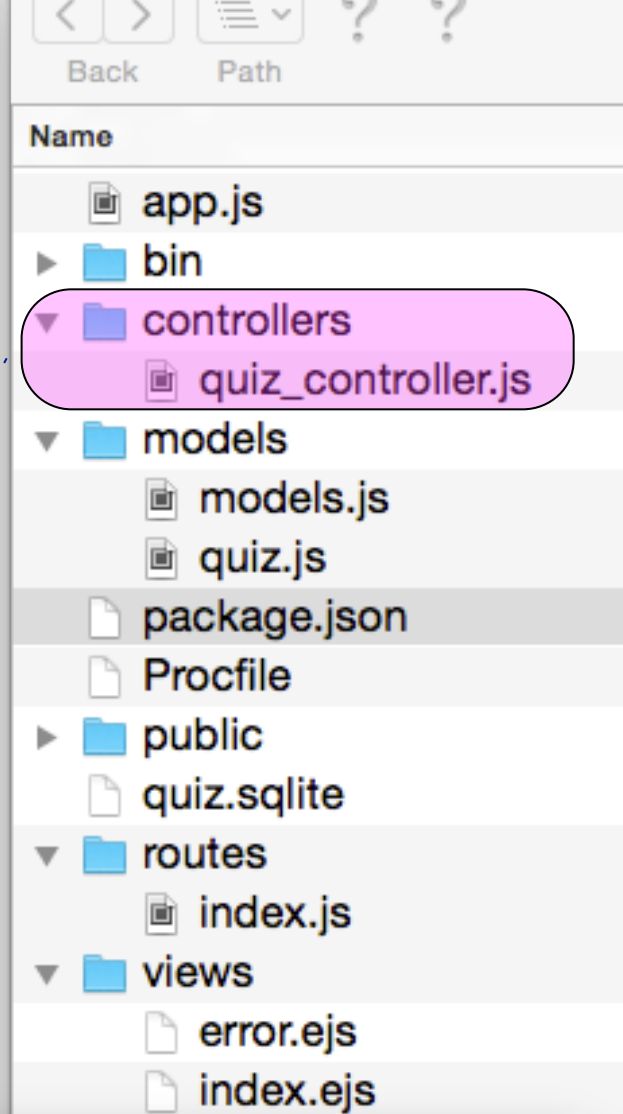 Back Path
Name
app.js
bin
controllers
quiz_controller.js
models
models.js
quiz.js
package.json
Procfile
public
quiz.sqlite
routes
index.js
views
error.ejs
index.ejs